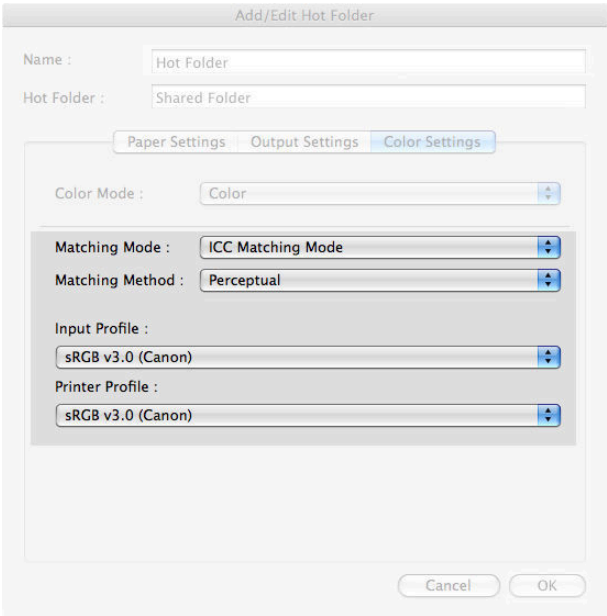 Add/Edit Hot Folder
Name : Hot Folder
Hot Folder : Shared Folder
Paper Settings Output Settings Color Settings
Color Mode : Color
Matching Mode : ICC Matching Mode
Matching Method : Perceptual
Input Profile :
sRGB v3.0 (Canon)
Printer Profile :
sRGB v3.0 (Canon)
Cancel OK